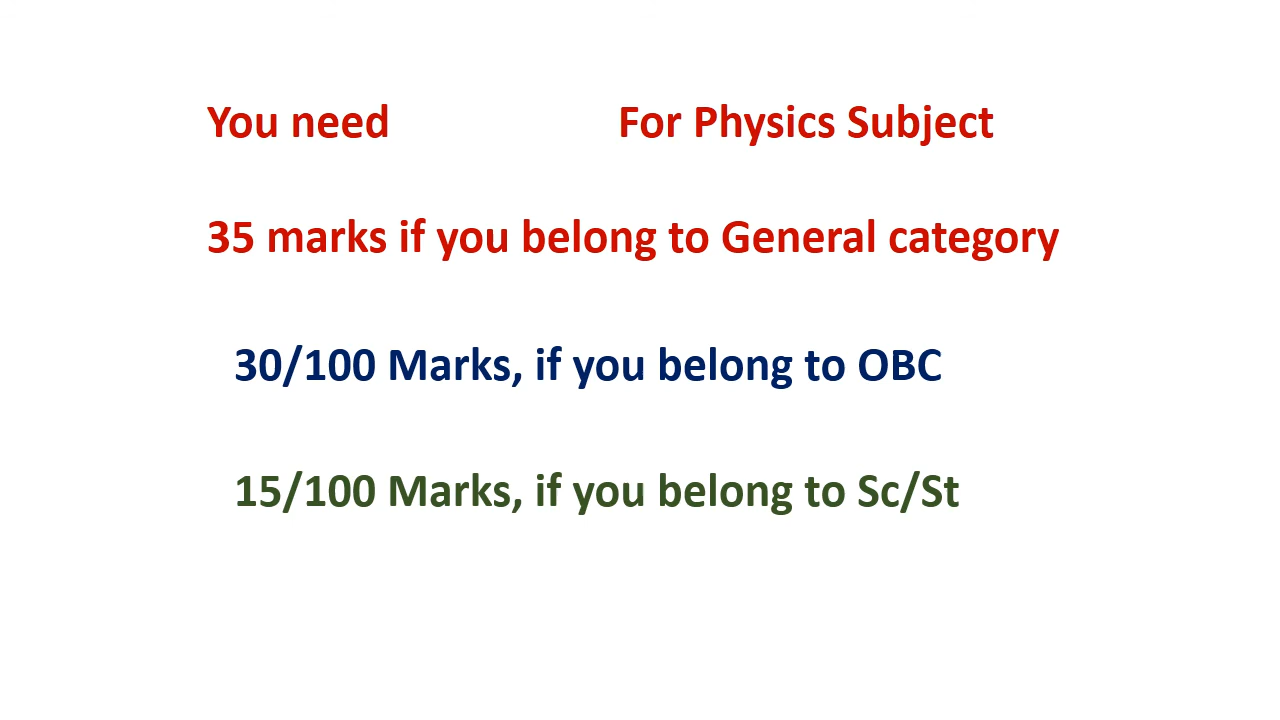 You need For Physics Subject
35 marks if you belong to General category
30/100 Marks, if you belong to OBC
15/100 Marks, if you belong to Sc/St